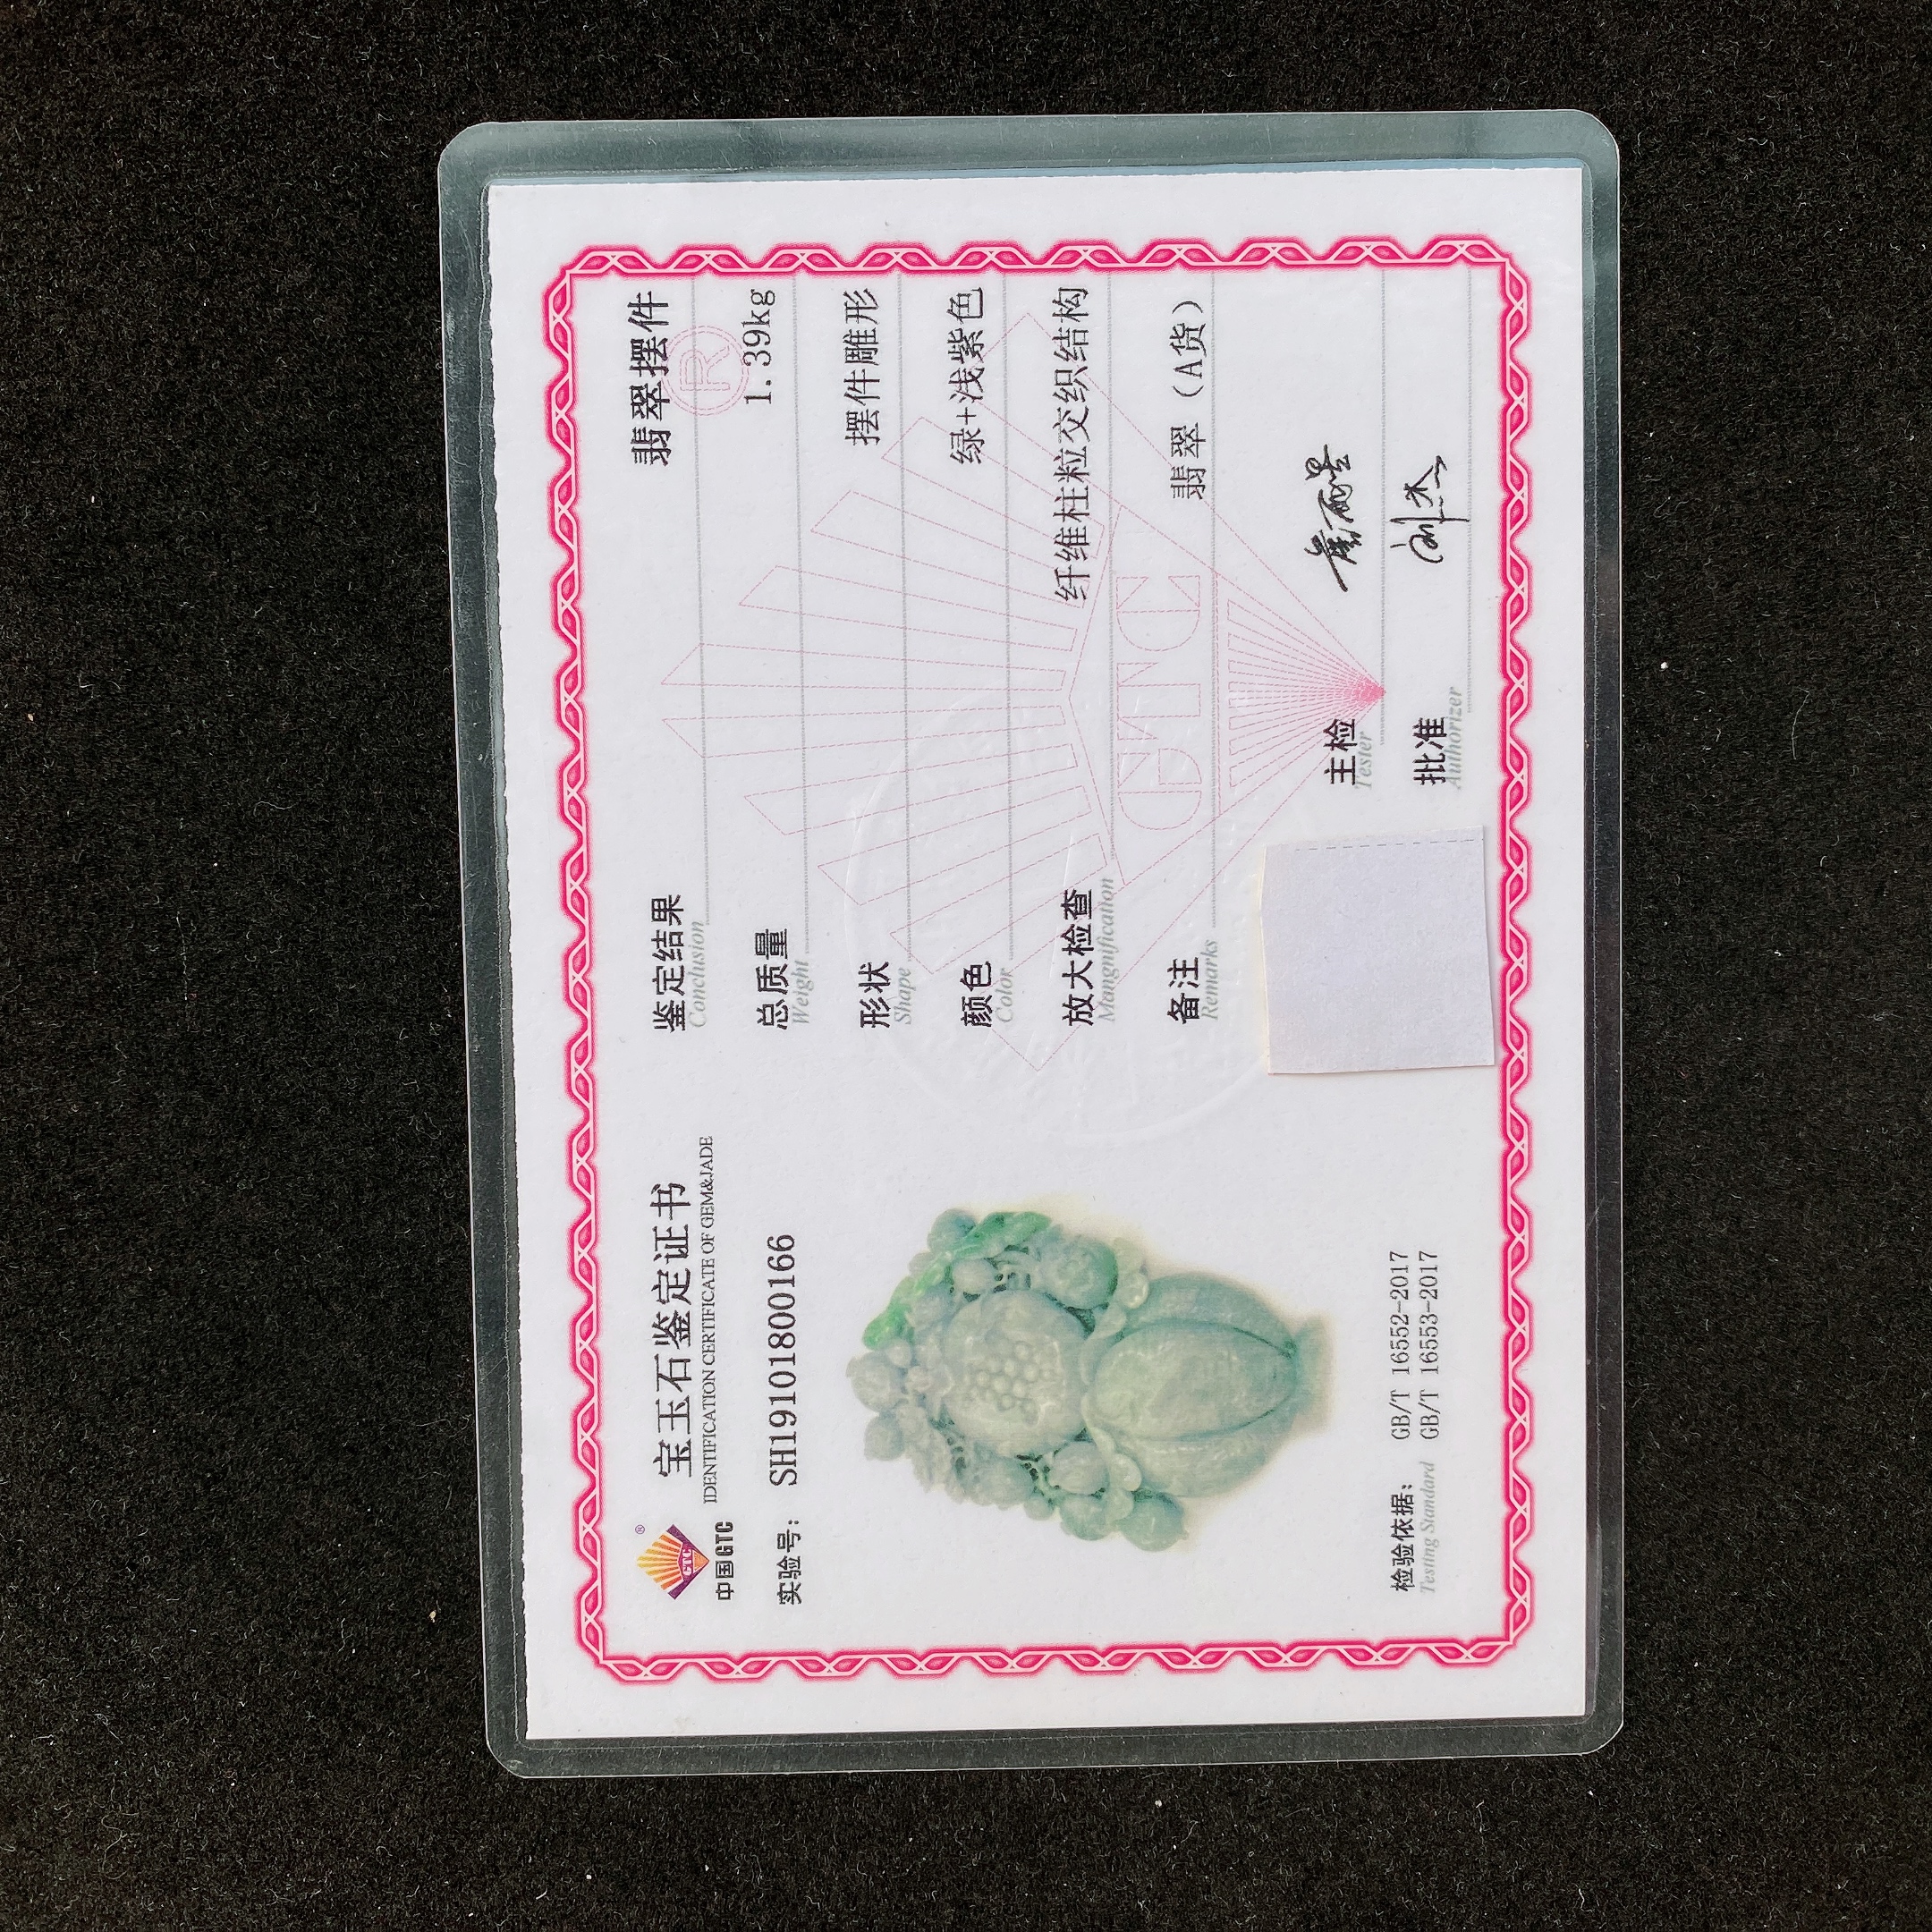 GTC
®
中国GTC
宝玉石鉴定证书
IDENTIFICATION CERTIFICATE OF GEM&JADE
实验号: SH19101800166
检验依据: GB/T 16552-2017
Testing Standard GB/T 16553-2017
鉴定结果 翡翠摆件
Conclusion
R
总质量 1.39kg
Weight
形状 摆件雕形
Shape
颜色 绿+浅紫色
Color
放大检查 纤维柱粒交织结构
Mangnification
备注 翡翠（A货）
Remarks
GTC
主检
Tester
批准
Authorizer